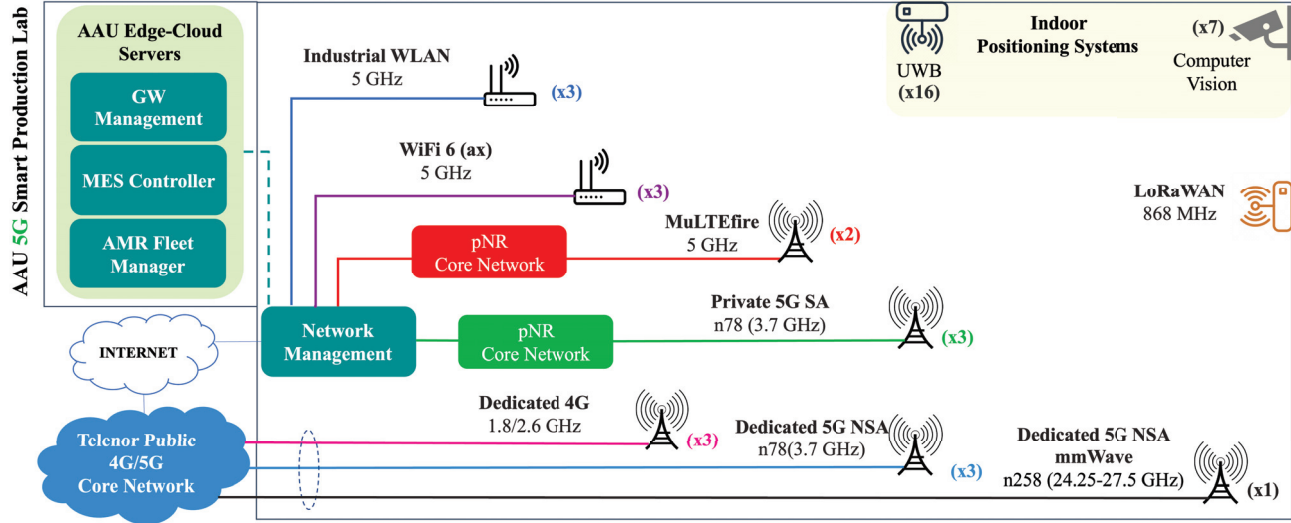 AAU 5G Smart Production Lab
AAU Edge-Cloud
Servers
GW
Management
MES Controller
AMR Fleet
Manager
Industrial WLAN
5 GHz
(x3)
UWB
(x16)
Indoor
Positioning Systems
(x7)
Computer
Vision
WiFi 6 (ax)
5 GHz
(x3)
LoRaWAN
868 MHz
MuLTEfire
5 GHz
(x2)
pNR
Core Network
Private 5G SA
n78 (3.7 GHz)
(x3)
Network
Management
pNR
Core Network
INTERNET
Telenor Public
4G/5G
Core Network
Dedicated 4G
1.8/2.6 GHz
(x3)
Dedicated 5G NSA
n78(3.7 GHz)
(x3)
Dedicated 5G NSA
mmWave
n258 (24.25-27.5 GHz)
(x1)